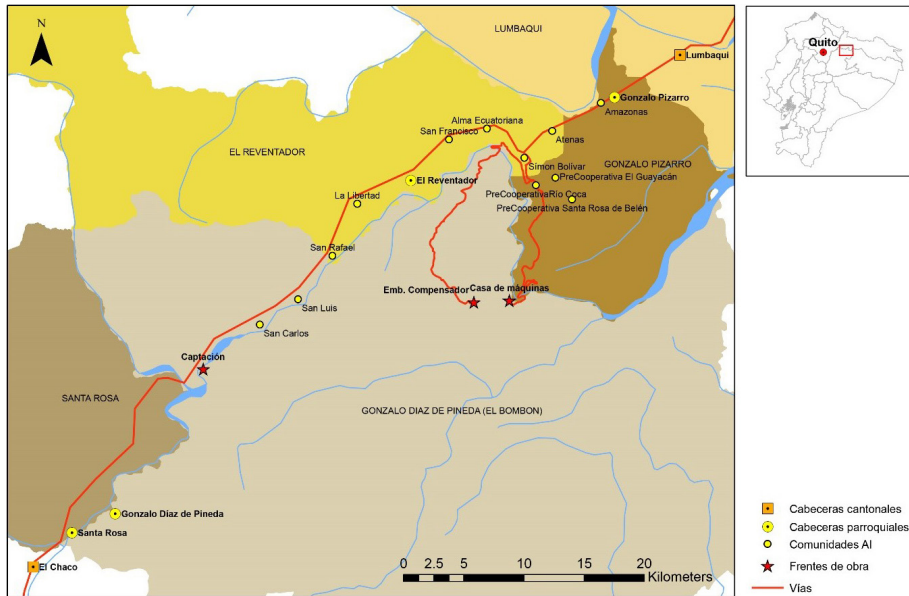 N
LUMBAQUI
Lumbaqui
Gonzalo Pizarro
Amazonas
Alma Ecuatoriana
San Francisco
Atenas
EL REVENTADOR
Símon Bolívar
GONZALO PIZARRO
El Reventador
PreCooperativa El Guayacán
PreCooperativaRío Coca
La Libertad
PreCooperativa Santa Rosa de Belén
San Rafael
Emb. Compensador
Casa de máquinas
San Luis
San Carlos
Captación
SANTA ROSA
GONZALO DIAZ DE PINEDA (EL BOMBON)
Gonzalo Díaz de Pineda
Santa Rosa
El Chaco
0 2.5 5 10 15 20
Kilometers
Quito
Cabeceras cantonales
Cabeceras parroquiales
Comunidades AI
Frentes de obra
Vías